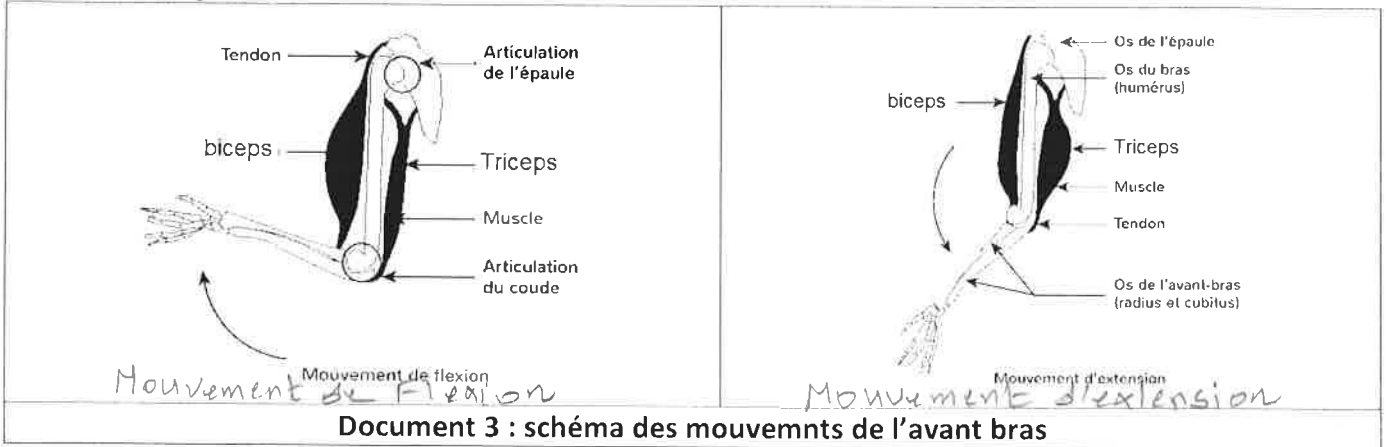 Tendon
Articulation
de l'épaule
biceps
Triceps
Muscle
Articulation
du coude
Mouvement de flexion
Mouvement de Flexion
Os de l'épaule
Os du bras
(humérus)
biceps
Triceps
Muscle
Tendon
Os de l'avant-bras
(radius et cubitus)
Mouvement d'extension
Mouvement d'extension
Document 3 : schéma des mouvemnts de l'avant bras